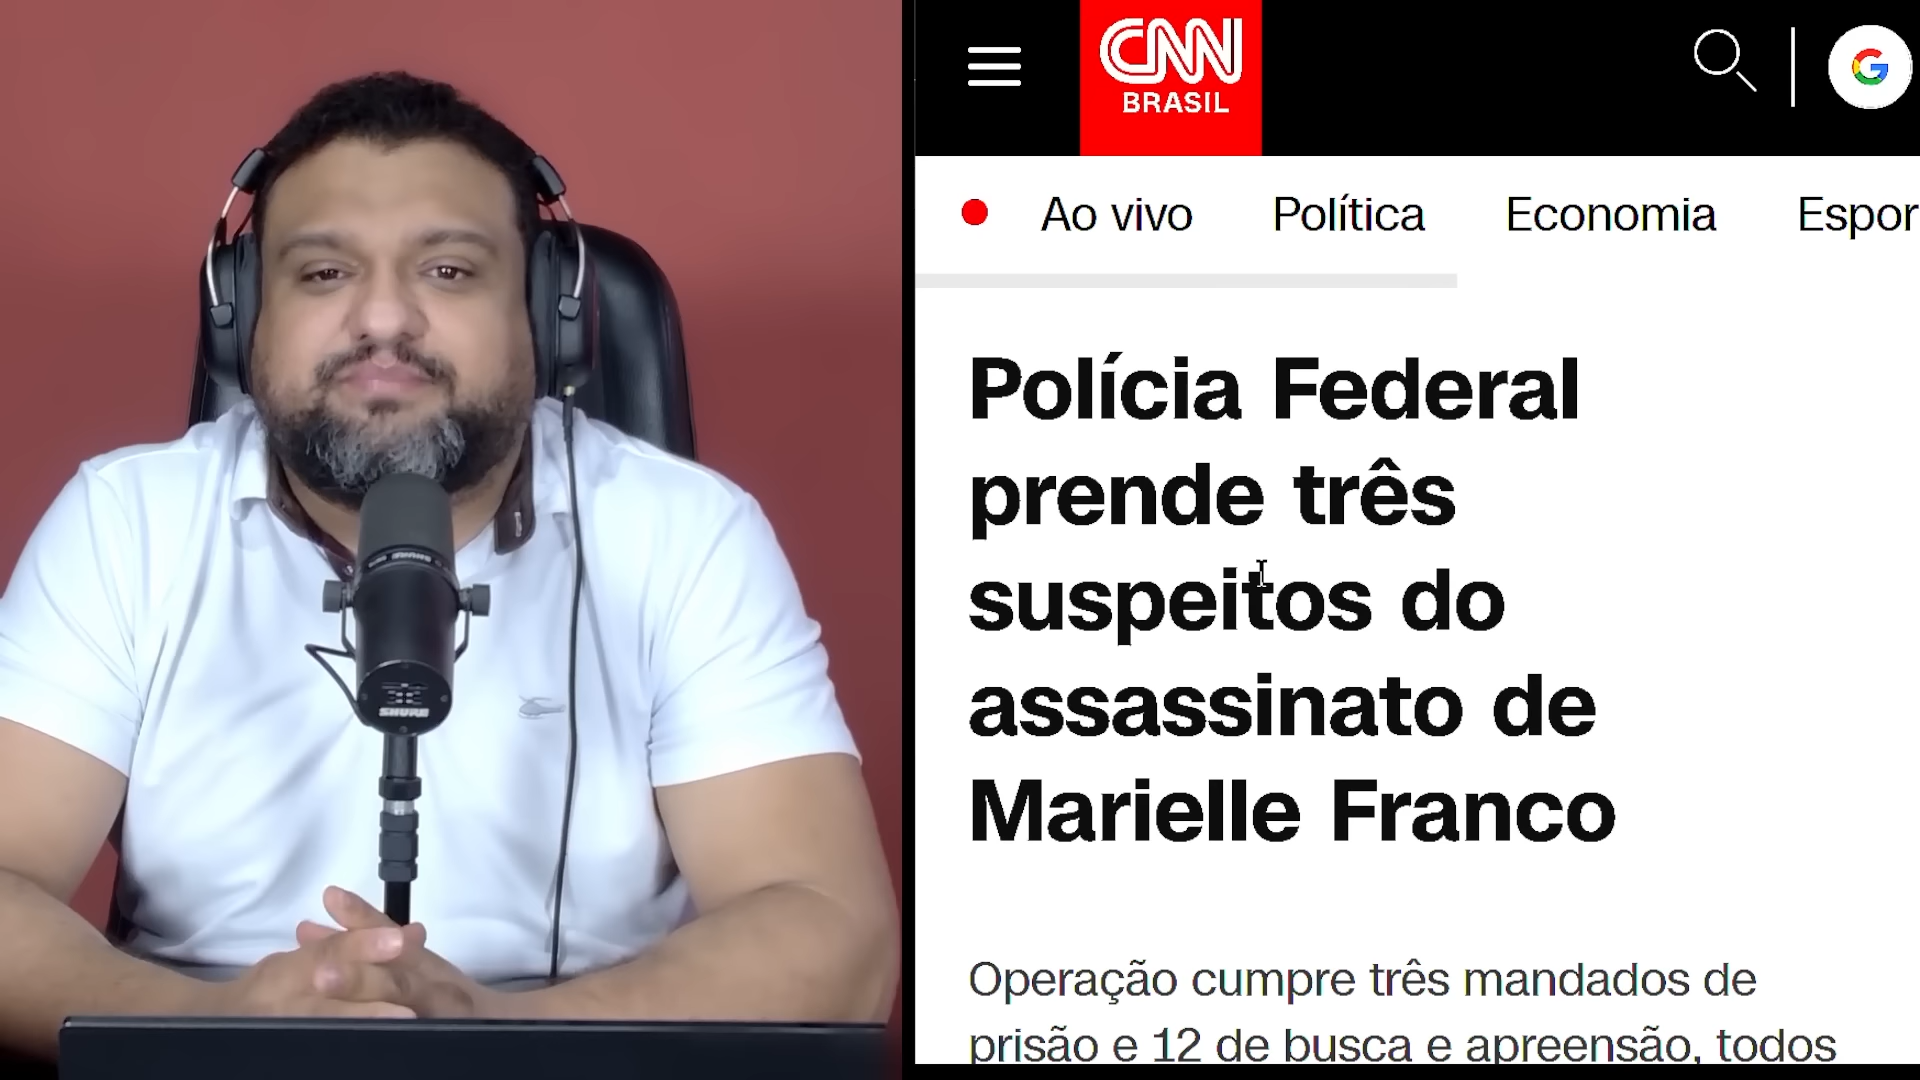 CNN
BRASIL
Ao vivo Política Economia Espor
Polícia Federal
prende três
suspeitos do
assassinato de
Marielle Franco
Operação cumpre três mandados de
prisão e 12 de busca e apreensão, todos
SHURE